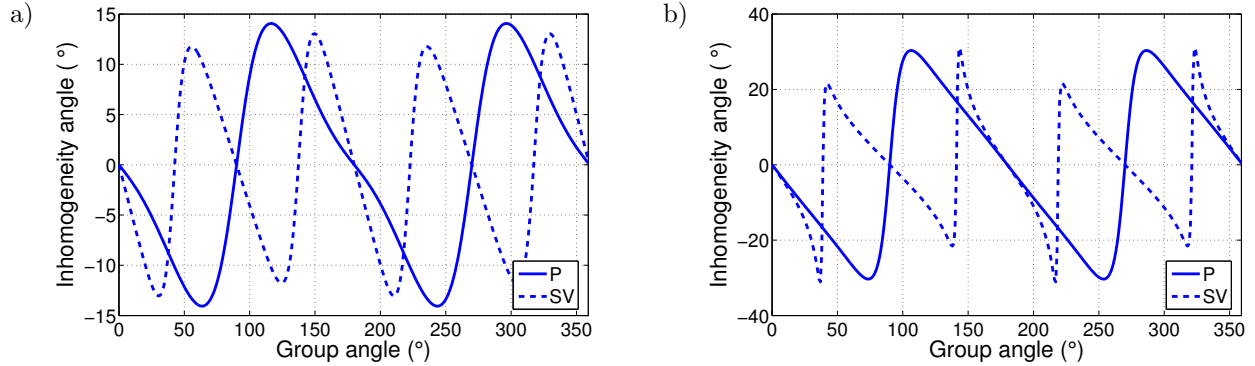 a)
Inhomogeneity angle (°)
15
10
5
0
−5
−10
−15
0 50 100 150 200 250 300 350
Group angle (°)
P
SV
b)
Inhomogeneity angle (°)
40
20
0
−20
−40
0 50 100 150 200 250 300 350
Group angle (°)
P
SV